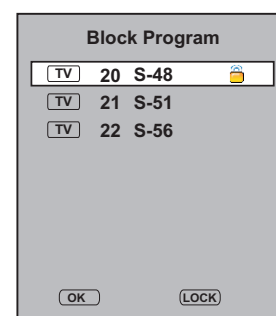 Block Program
TV 20 S-48
TV 21 S-51
TV 22 S-56
OK LOCK